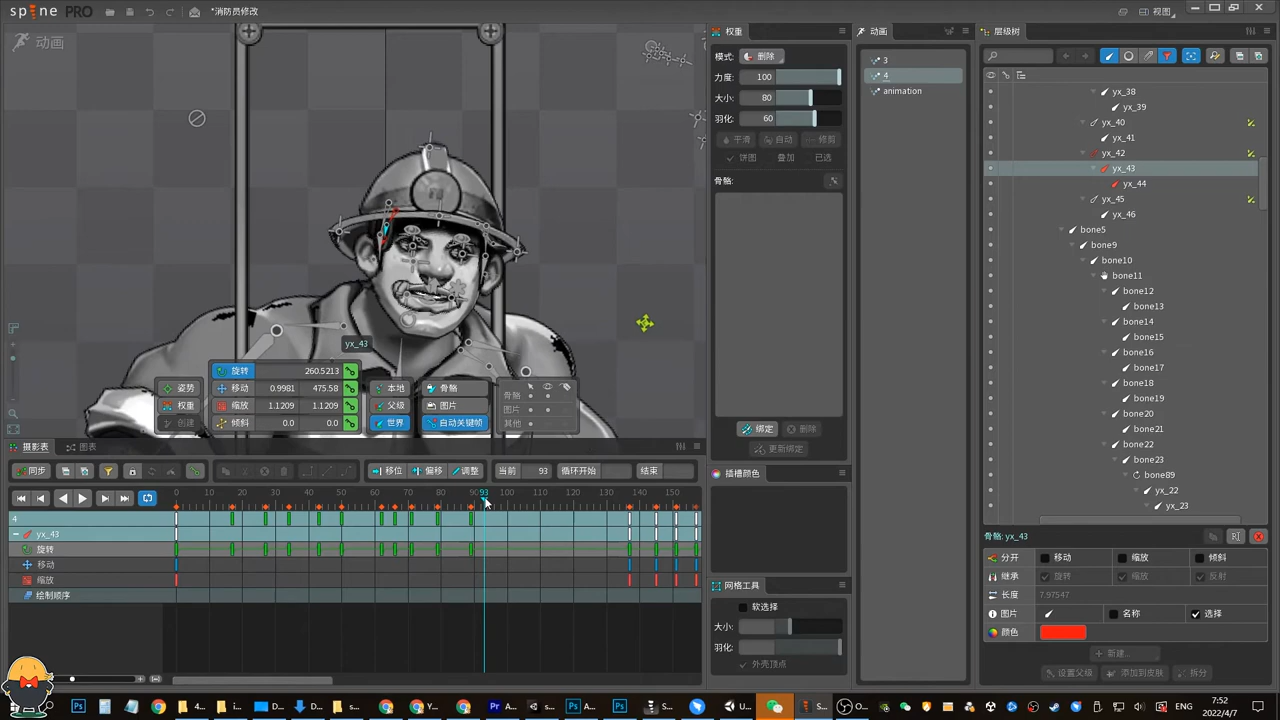 spine PRO
*消防员修改
视图
动画
权重
模式:
删除
力度:
100
大小:
80
羽化:
60
平滑
自动
修剪
饼图
叠加
已选
骨骼:
绑定
删除
更新绑定
插槽颜色
网格工具
软选择
大小:
羽化:
外壳顶点
动画
3
4
animation
层级树
yx_38
yx_39
yx_40
yx_41
yx_42
yx_43
yx_44
yx_45
yx_46
bone5
bone9
bone10
bone11
bone12
bone13
bone14
bone15
bone16
bone17
bone18
bone19
bone20
bone21
bone22
bone23
bone89
yx_22
yx_23
骨骼: yx_43
分开
移动
缩放
倾斜
继承
旋转
缩放
反射
长度
7.97547
图片
名称
选择
颜色
新建...
设置父级
添加到皮肤
拆分
yx_43
姿势
权重
创建
旋转
260.5213
移动
0.9981
475.58
缩放
1.1209
1.1209
倾斜
0.0
0.0
本地
父级
世界
骨骼
图片
自动关键帧
骨骼
图片
其他
摄影表
图表
同步
移位
偏移
调整
当前
93
循环开始
结束
0 10 20 30 40 50 60 70 80 90 93 100 110 120 130 140 150
4
yx_43
旋转
移动
缩放
绘制顺序
7:52
2022/4/7